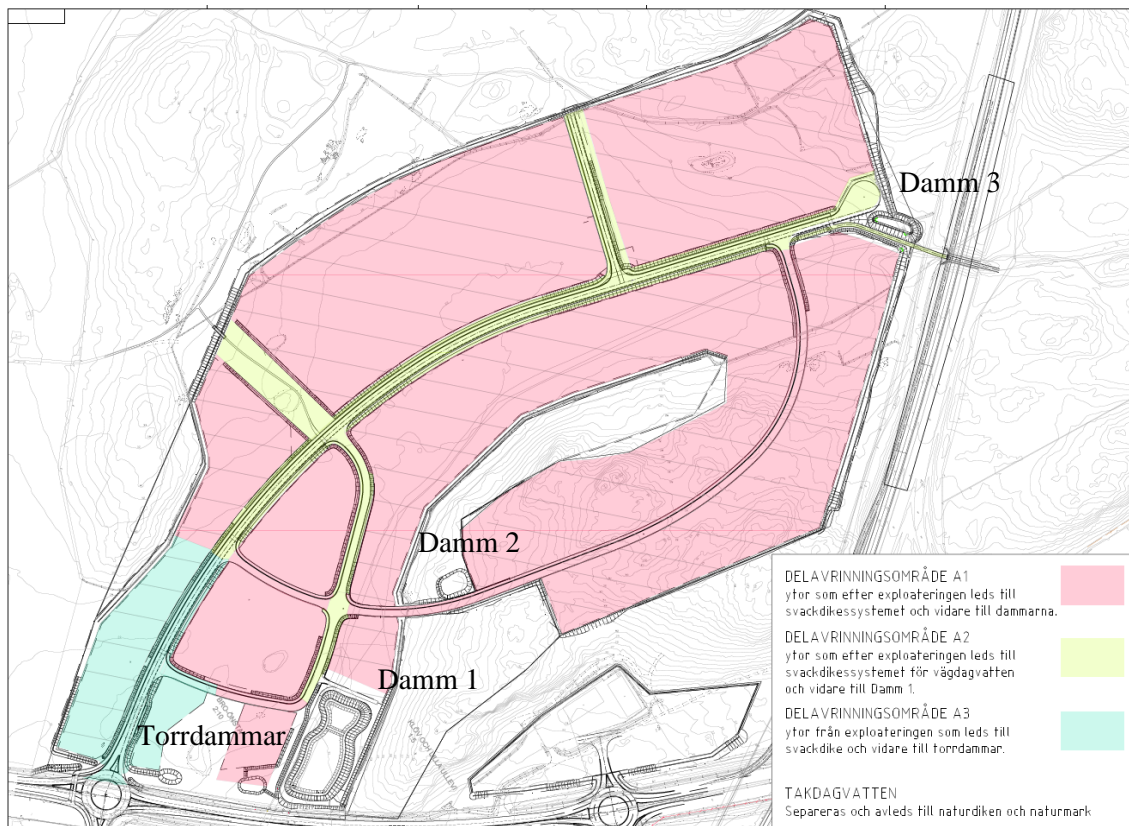 Damm 3
Damm 2
Damm 1
Torrdammar
DELAVRINNINGSOMRÅDE A1
ytor som efter exploateringen leds till
svackdikessystemet och vidare till dammarna.
DELAVRINNINGSOMRÅDE A2
ytor som efter exploateringen leds till
svackdikessystemet för vägdagvatten
och vidare till Damm 1.
DELAVRINNINGSOMRÅDE A3
ytor från exploateringen som leds till
svackdike och vidare till torrdammar.
TAKDAGVATTEN
Separeras och avleds till naturdiken och naturmark